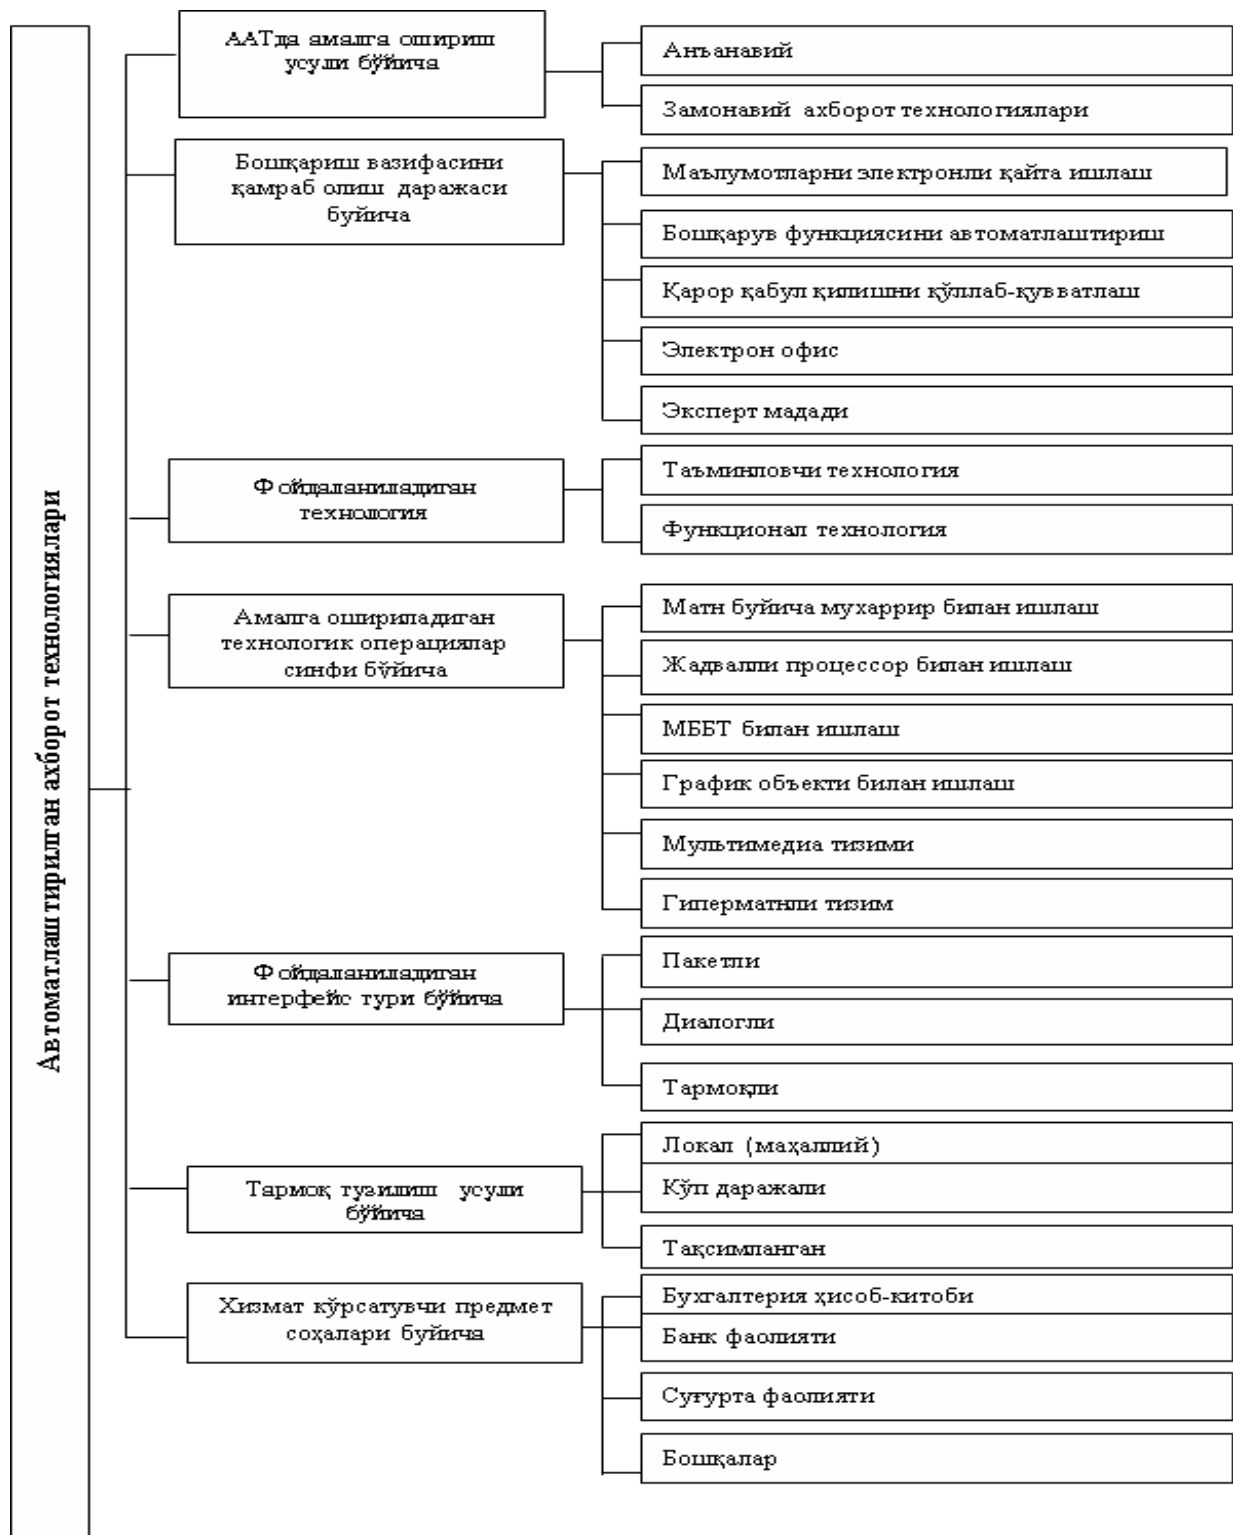 Автоматлаштирилган ахборот технологиялари
ААТда амалга ошириш
усули бўйича
Анъанавий
Замонавий ахборот технологиялари
Бошқариш вазифасини
қамраб олиш даражаси
буйича
Маълумотларни электронли қайта ишлаш
Бошқарув функциясини автоматлаштириш
Қарор қабул қилишни қўллаб-қувватлаш
Электрон офис
Эксперт мадади
Фойдаланиладиган
технология
Таъминловчи технология
Функционал технология
Амалга ошириладиган
технологик операциялар
синфи бўйича
Матн буйича мухаррир билан ишлаш
Жадвалли процессор билан ишлаш
МББТ билан ишлаш
График объекти билан ишлаш
Мультимедиа тизими
Гиперматнли тизим
Фойдаланиладиган
интерфейс тури бўйича
Пакетли
Диалогли
Тармоқли
Тармоқ тузилиш усули
бўйича
Локал (маҳаллий)
Кўп даражали
Тақсимланган
Хизмат кўрсатувчи предмет
соҳалари буйича
Бухгалтерия ҳисоб-китоби
Банк фаолияти
Суғурта фаолияти
Бошқалар